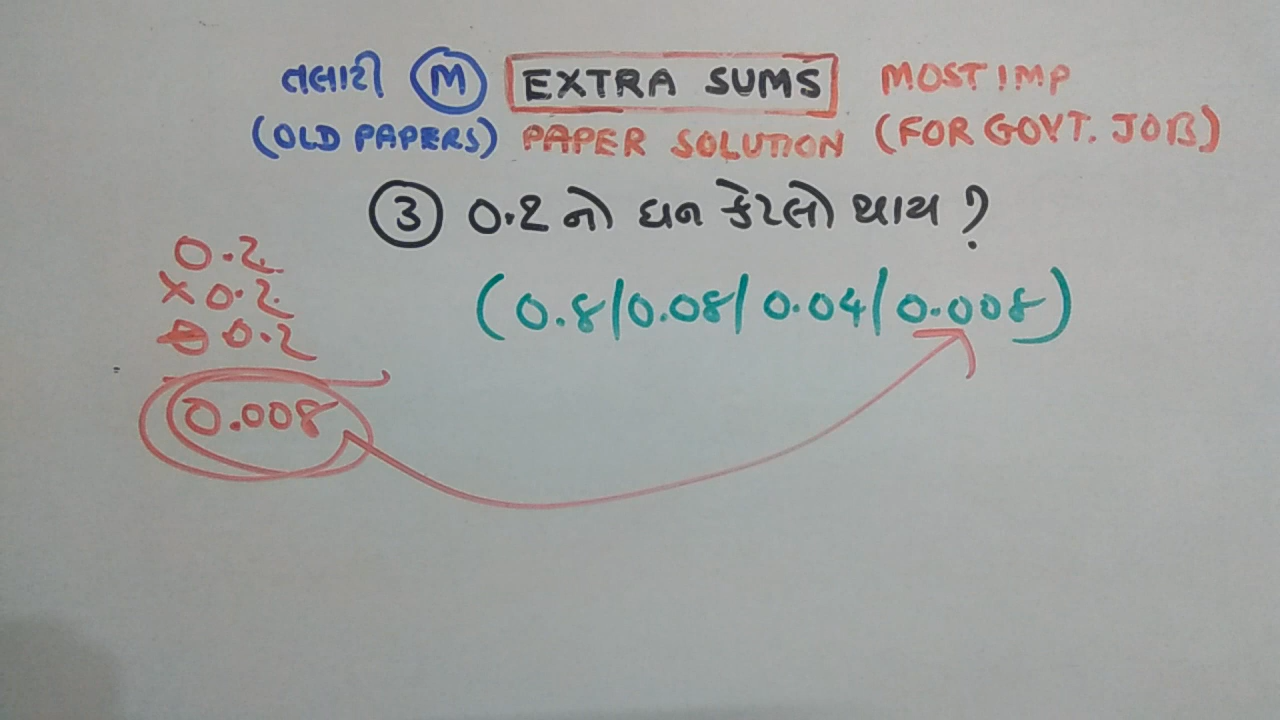 તલાટી M EXTRA SUMS MOST IMP
(OLD PAPERS) PAPER SOLUTION (FOR GOVT. JOB)
3 0.2 નો ઘન કેટલો થાય ?
(0.8/0.08/0.04/0.008)
0.2
×0.2
0.2
0.008